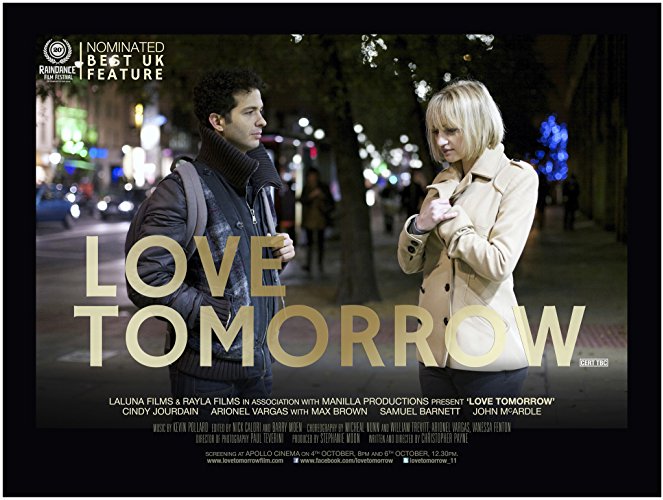 NOMINATED
BEST UK
FEATURE
RAINDANCE
FILM FESTIVAL
LOVE
TOMORROW
CERT TBC
LALUNA FILMS & RAYLA FILMS IN ASSOCIATION WITH MANILLA PRODUCTIONS PRESENT 'LOVE TOMORROW'
CINDY JOURDAIN ARIONEL VARGAS WITH MAX BROWN SAMUEL BARNETT JOHN McARDLE
MUSIC BY KEVIN POLLARD EDITED BY NICK CALORI AND BARRY MOEN CHOREOGRAPHY BY MICHEAL NUNN AND WILLIAM TREVITT, ARIONEL VARGAS, VANESSA FENTON
DIRECTOR OF PHOTOGRAPHY PAUL TEVERINI PRODUCED BY STEPHANIE MOON WRITTEN AND DIRECTED BY CHRISTOPHER PAYNE
SCREENING AT APOLLO CINEMA ON 4TH OCTOBER, 8PM AND 6TH OCTOBER, 12.30PM.
www.lovetomorrowfilm.com www.facebook.com/lovetomorrow lovetomorrow_11